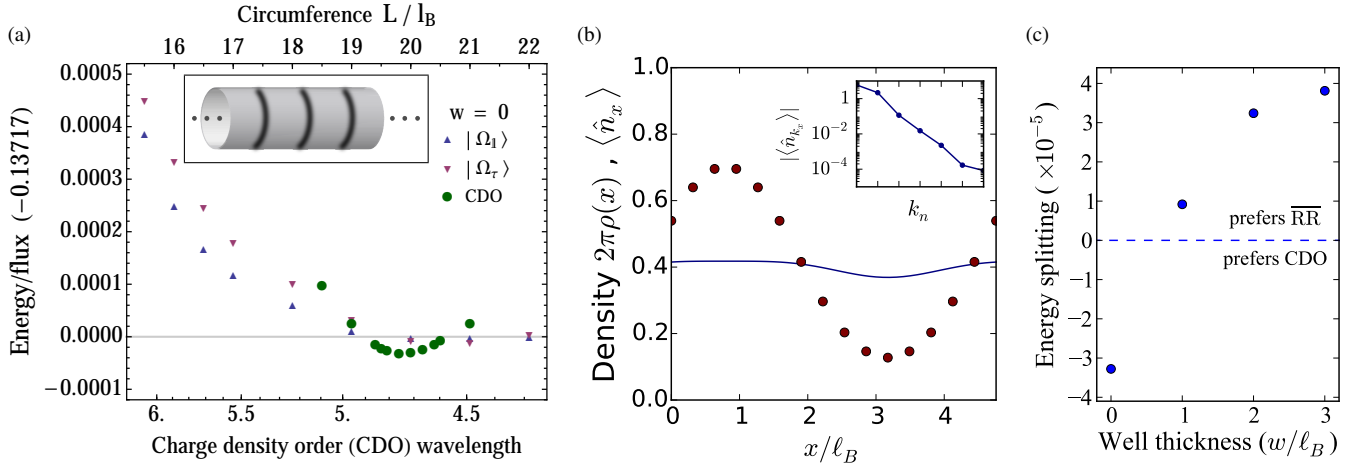 (a)
Circumference L / l_B
16 17 18 19 20 21 22
Energy/flux (−0.13717)
0.0005
0.0004
0.0003
0.0002
0.0001
0.0000
−0.0001
w = 0
▲ |Ω_𝟙⟩
▼ |Ω_τ⟩
● CDO
6. 5.5 5. 4.5
Charge density order (CDO) wavelength
(b)
Density 2πρ(x) , ⟨n̂_x⟩
1.0
0.8
0.6
0.4
0.2
0.0
|⟨n̂_{k_x}⟩|
1
10^{−2}
10^{−4}
k_n
0 1 2 3 4
x/ℓ_B
(c)
Energy splitting ( ×10^{−5})
4
3
2
1
0
−1
−2
−3
−4
prefers \overline{RR}
prefers CDO
0 1 2 3
Well thickness (w/ℓ_B)